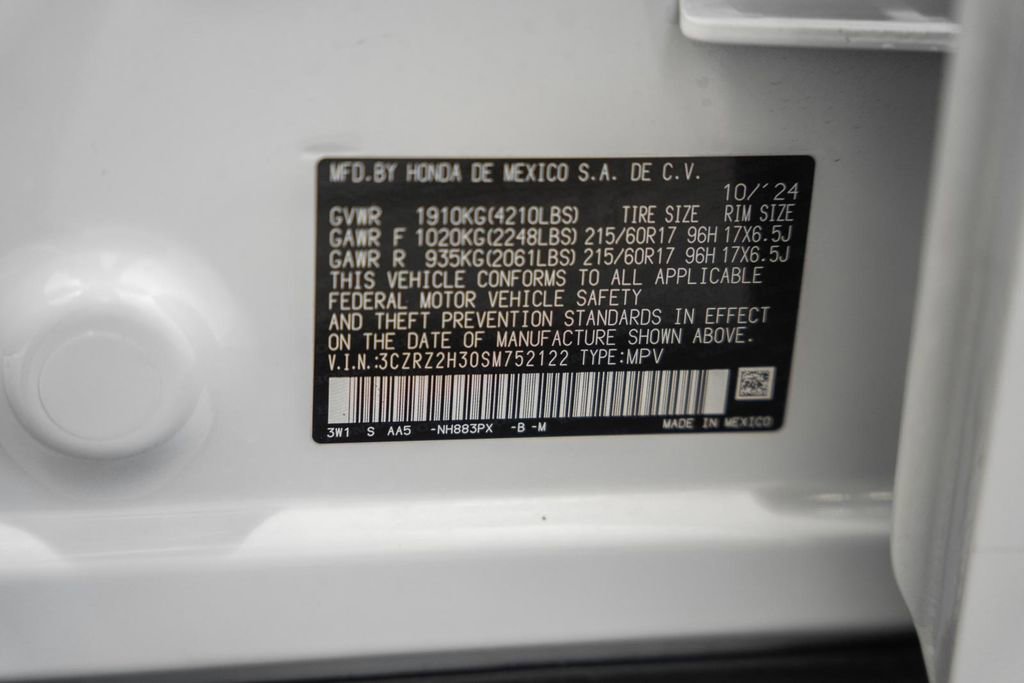 MFD.BY HONDA DE MEXICO S.A. DE C.V.
10/'24
GVWR 1910KG(4210LBS) TIRE SIZE RIM SIZE
GAWR F 1020KG(2248LBS) 215/60R17 96H 17X6.5J
GAWR R 935KG(2061LBS) 215/60R17 96H 17X6.5J
THIS VEHICLE CONFORMS TO ALL APPLICABLE
FEDERAL MOTOR VEHICLE SAFETY
AND THEFT PREVENTION STANDARDS IN EFFECT
ON THE DATE OF MANUFACTURE SHOWN ABOVE.
V.I.N.:3CZRZ2H30SM752122 TYPE:MPV
3W1 S AA5 -NH883PX -B-M MADE IN MEXICO